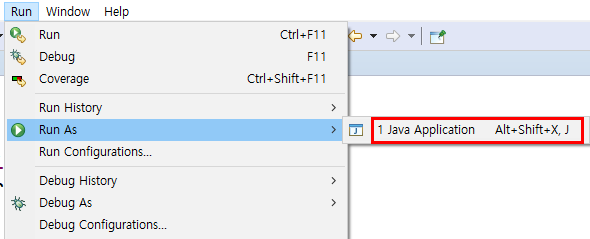 Run Window Help
Run Ctrl+F11
Debug F11
Coverage Ctrl+Shift+F11
Run History
Run As
1 Java Application Alt+Shift+X, J
Run Configurations...
Debug History
Debug As
Debug Configurations...